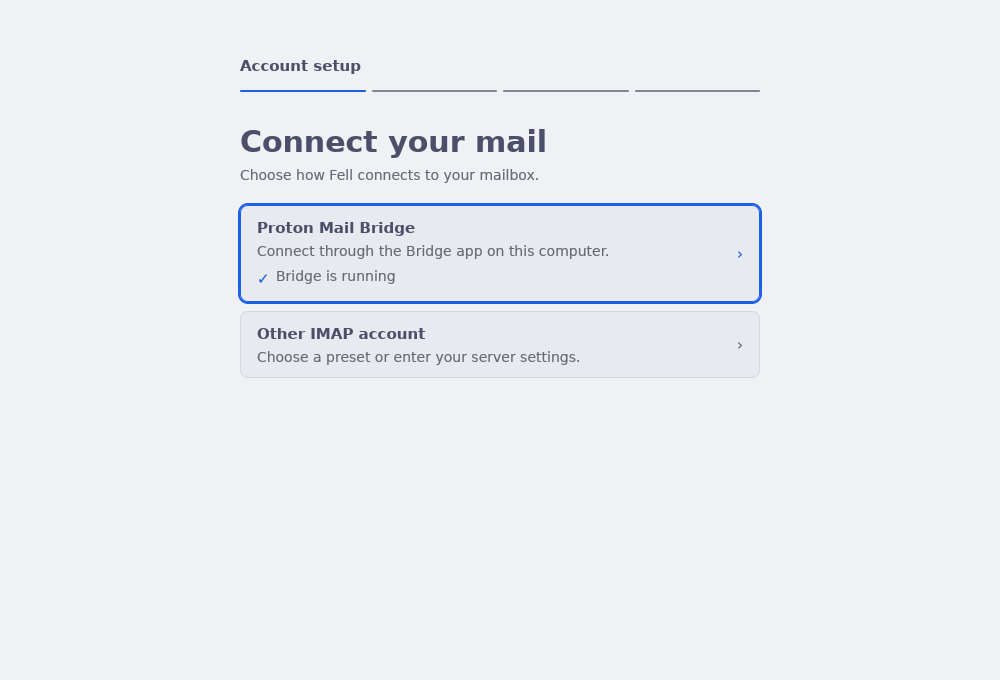 Account setup
Connect your mail
Choose how Fell connects to your mailbox.
Proton Mail Bridge
Connect through the Bridge app on this computer.
✓ Bridge is running
Other IMAP account
Choose a preset or enter your server settings.